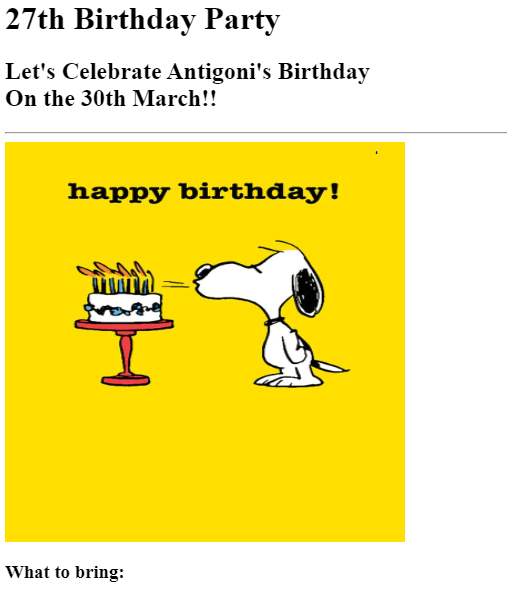 27th Birthday Party
Let's Celebrate Antigoni's Birthday
On the 30th March!!
happy birthday!
What to bring: